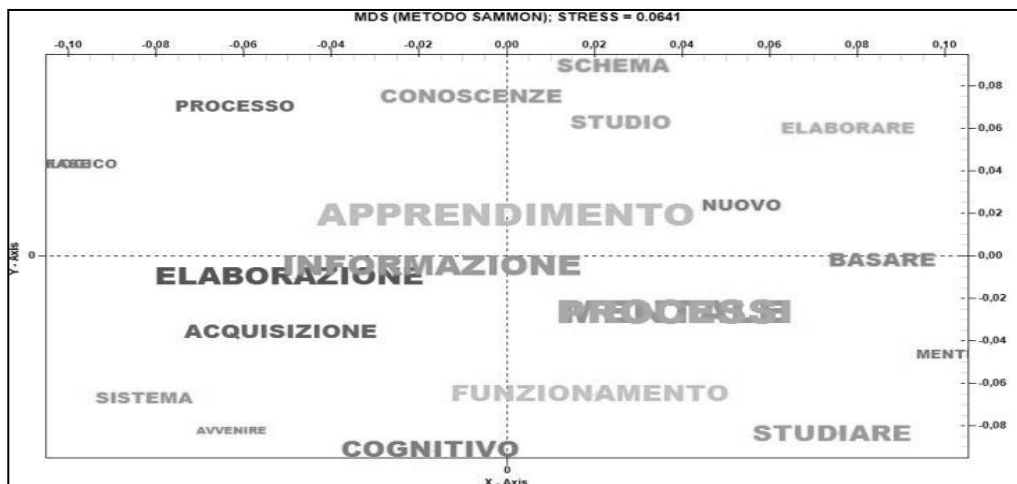 MDS (METODO SAMMON); STRESS = 0.0641
-0,10 -0,08 -0,06 -0,04 -0,02 0,00 0,02 0,04 0,06 0,08 0,10
SCHEMA
0,08
CONOSCENZE
PROCESSO
STUDIO
ELABORARE
0,06
0,04
NUOVO
APPRENDIMENTO
0,02
Y - Axis
0
INFORMAZIONE
BASARE
0,00
ELABORAZIONE
-0,02
PROCESSI
MENTALE
ACQUISIZIONE
-0,04
MENT
FUNZIONAMENTO
-0,06
SISTEMA
AVVENIRE
STUDIARE
-0,08
COGNITIVO
0
X - Axis